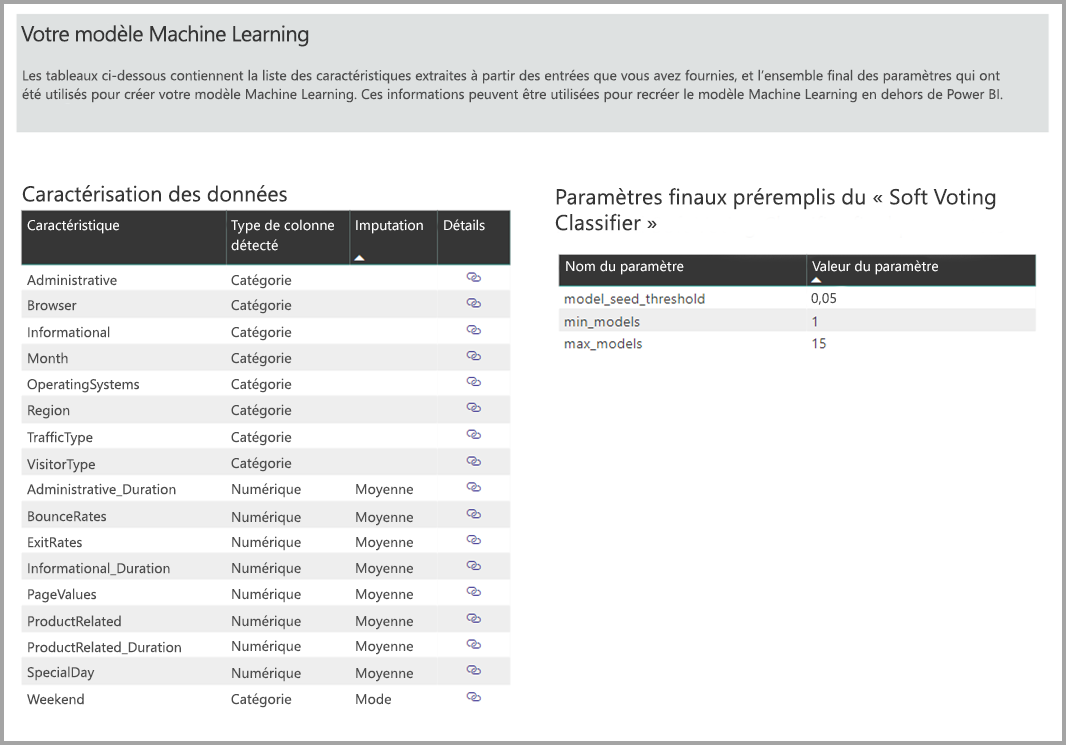 Votre modèle Machine Learning
Les tableaux ci-dessous contiennent la liste des caractéristiques extraites à partir des entrées que vous avez fournies, et l'ensemble final des paramètres qui ont
été utilisés pour créer votre modèle Machine Learning. Ces informations peuvent être utilisées pour recréer le modèle Machine Learning en dehors de Power BI.
Caractérisation des données
Caractéristique Type de colonne détecté Imputation Détails
Administrative Catégorie
Browser Catégorie
Informational Catégorie
Month Catégorie
OperatingSystems Catégorie
Region Catégorie
TrafficType Catégorie
VisitorType Catégorie
Administrative_Duration Numérique Moyenne
BounceRates Numérique Moyenne
ExitRates Numérique Moyenne
Informational_Duration Numérique Moyenne
PageValues Numérique Moyenne
ProductRelated Numérique Moyenne
ProductRelated_Duration Numérique Moyenne
SpecialDay Numérique Moyenne
Weekend Catégorie Mode
Paramètres finaux préremplis du « Soft Voting
Classifier »
Nom du paramètre Valeur du paramètre
model_seed_threshold 0,05
min_models 1
max_models 15